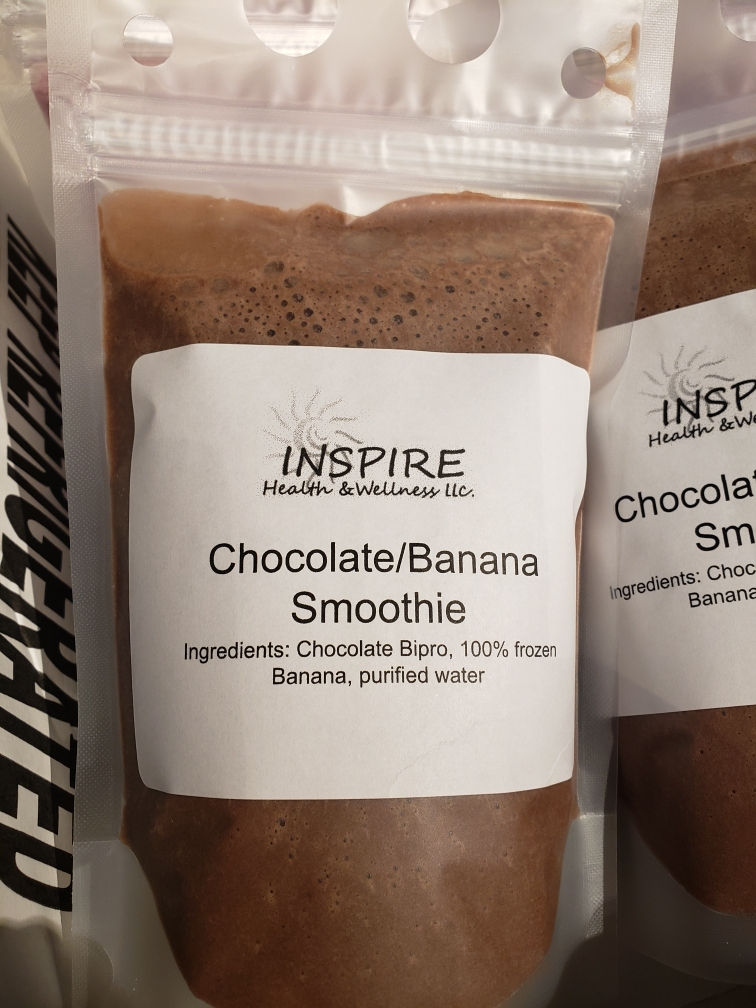 INSPIRE
Health & Wellness llc.
Chocolate/Banana
Smoothie
Ingredients: Chocolate Bipro, 100% frozen
Banana, purified water
INSP
Health & We
Chocolat
Sm
Ingredients: Choc
Banana
REFRIGERATED